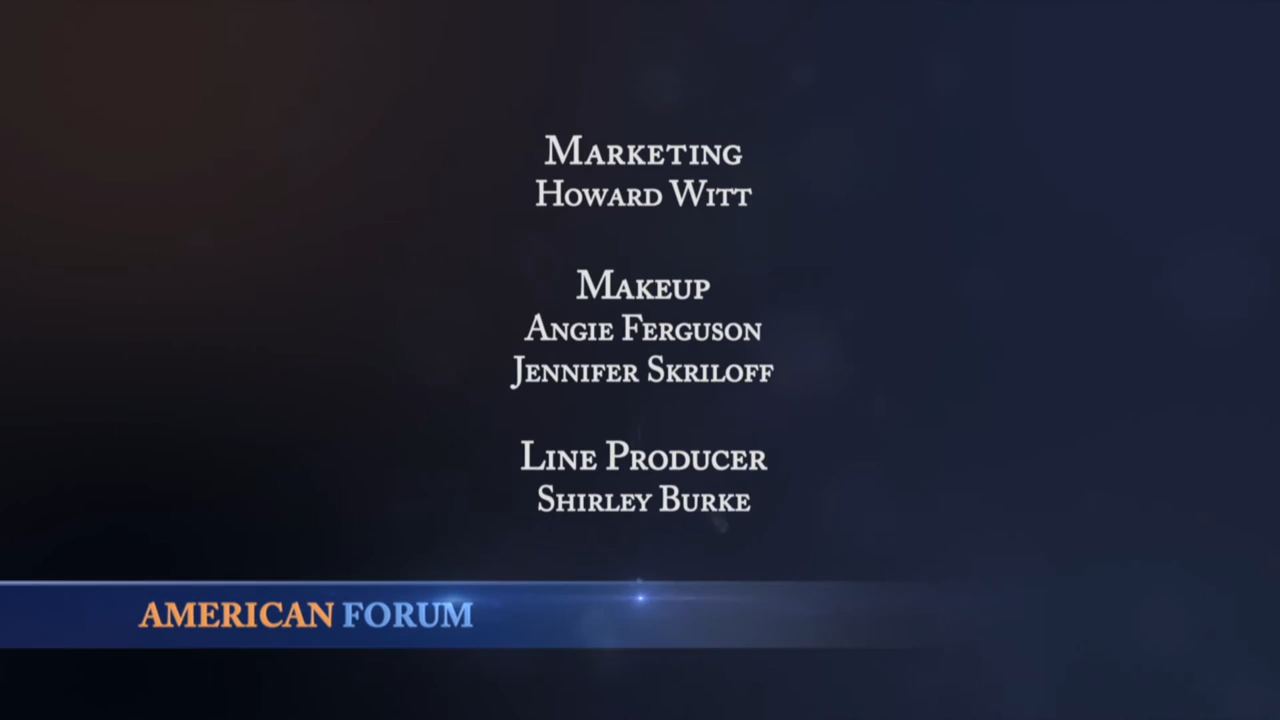 Marketing
Howard Witt
Makeup
Angie Ferguson
Jennifer Skriloff
Line Producer
Shirley Burke
AMERICAN FORUM